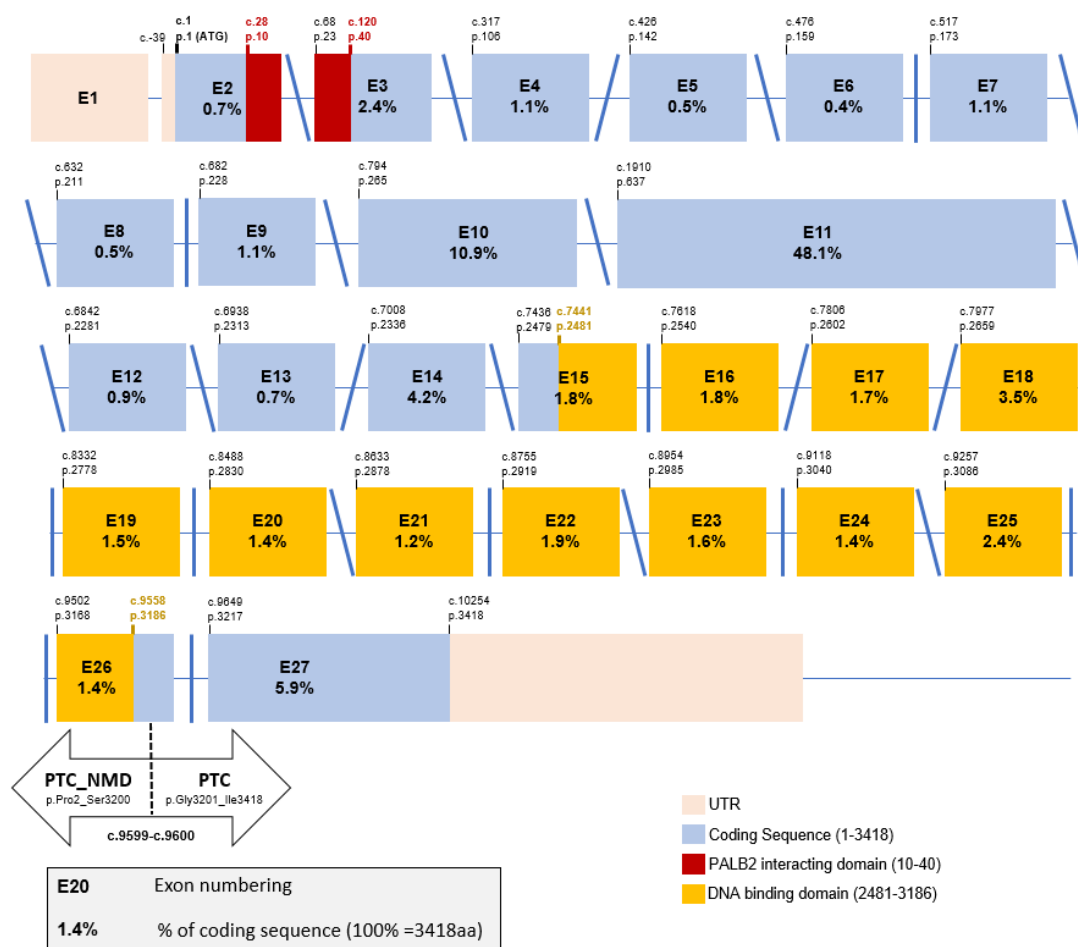 c.-39
c.1
p.1 (ATG)
c.28
p.10
c.68
p.23
c.120
p.40
c.317
p.106
c.426
p.142
c.476
p.159
c.517
p.173
E1
E2
0.7%
E3
2.4%
E4
1.1%
E5
0.5%
E6
0.4%
E7
1.1%
c.632
p.211
c.682
p.228
c.794
p.265
c.1910
p.637
E8
0.5%
E9
1.1%
E10
10.9%
E11
48.1%
c.6842
p.2281
c.6938
p.2313
c.7008
p.2336
c.7436
p.2479
c.7441
p.2481
c.7618
p.2540
c.7806
p.2602
c.7977
p.2659
E12
0.9%
E13
0.7%
E14
4.2%
E15
1.8%
E16
1.8%
E17
1.7%
E18
3.5%
c.8332
p.2778
c.8488
p.2830
c.8633
p.2878
c.8755
p.2919
c.8954
p.2985
c.9118
p.3040
c.9257
p.3086
E19
1.5%
E20
1.4%
E21
1.2%
E22
1.9%
E23
1.6%
E24
1.4%
E25
2.4%
c.9502
p.3168
c.9558
p.3186
c.9649
p.3217
c.10254
p.3418
E26
1.4%
E27
5.9%
PTC_NMD
p.Pro2_Ser3200
PTC
p.Gly3201_Ile3418
c.9599-c.9600
UTR
Coding Sequence (1-3418)
PALB2 interacting domain (10-40)
DNA binding domain (2481-3186)
E20 Exon numbering
1.4% % of coding sequence (100% =3418aa)